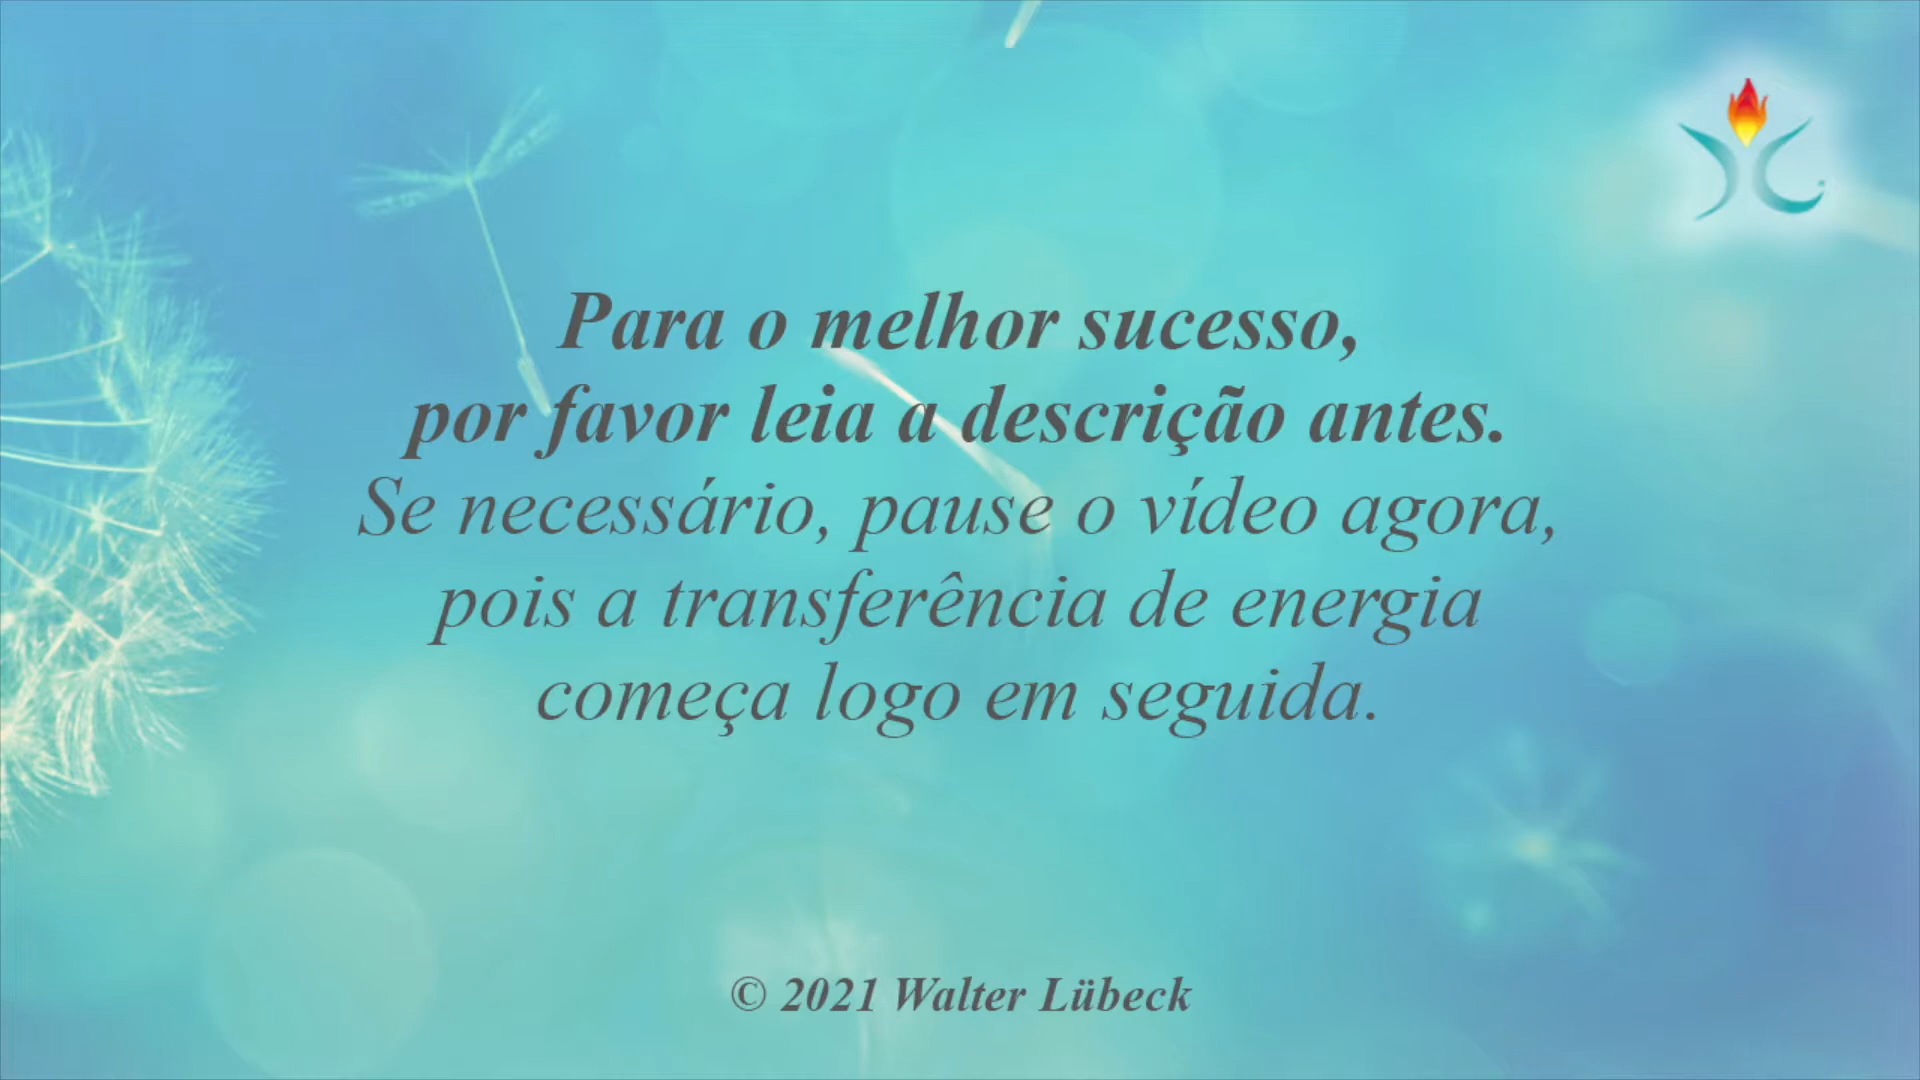 Para o melhor sucesso,
por favor leia a descrição antes.
Se necessário, pause o vídeo agora,
pois a transferência de energia
começa logo em seguida.
© 2021 Walter Lübeck